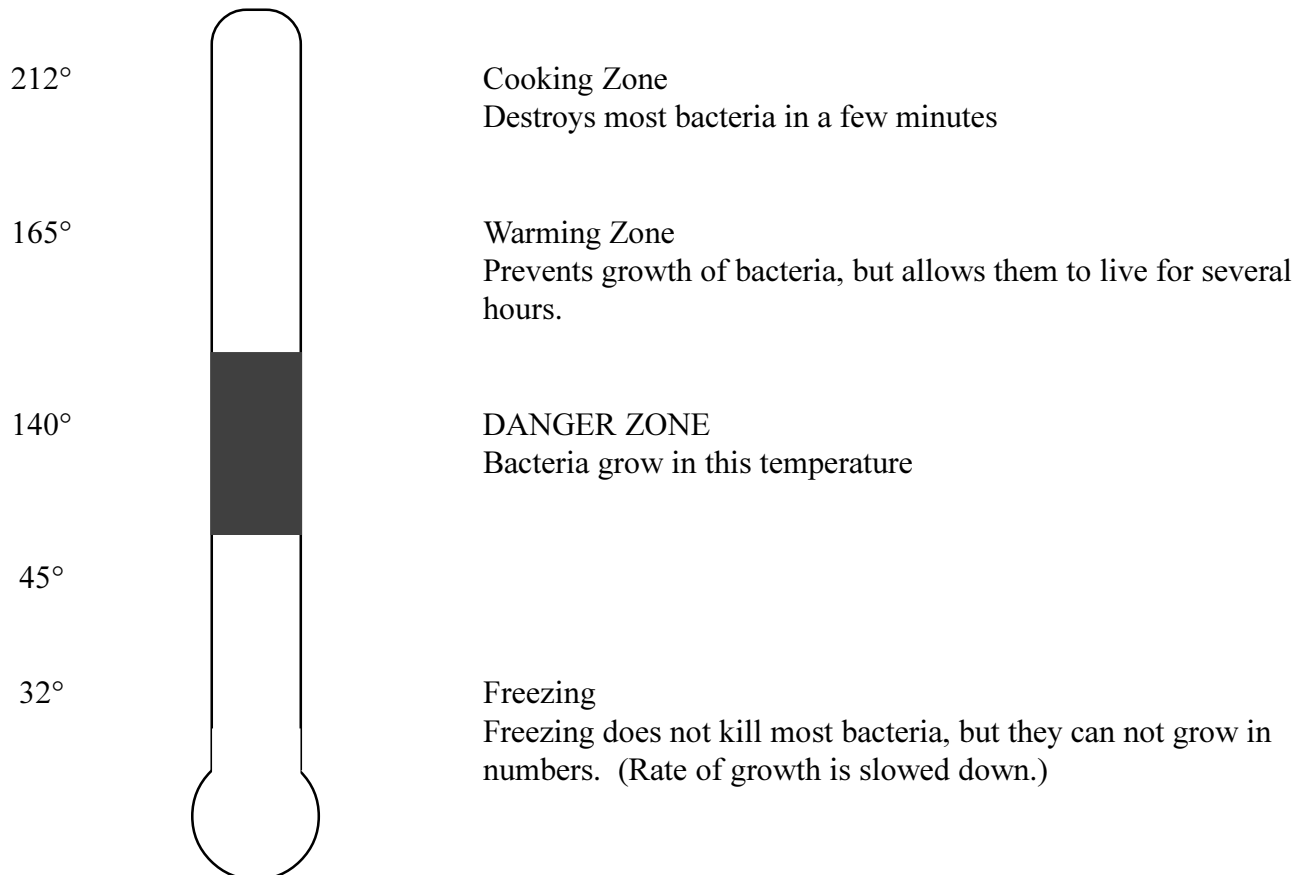 212° Cooking Zone
Destroys most bacteria in a few minutes
165° Warming Zone
Prevents growth of bacteria, but allows them to live for several
hours.
140° DANGER ZONE
Bacteria grow in this temperature
45°
32° Freezing
Freezing does not kill most bacteria, but they can not grow in
numbers.  (Rate of growth is slowed down.)